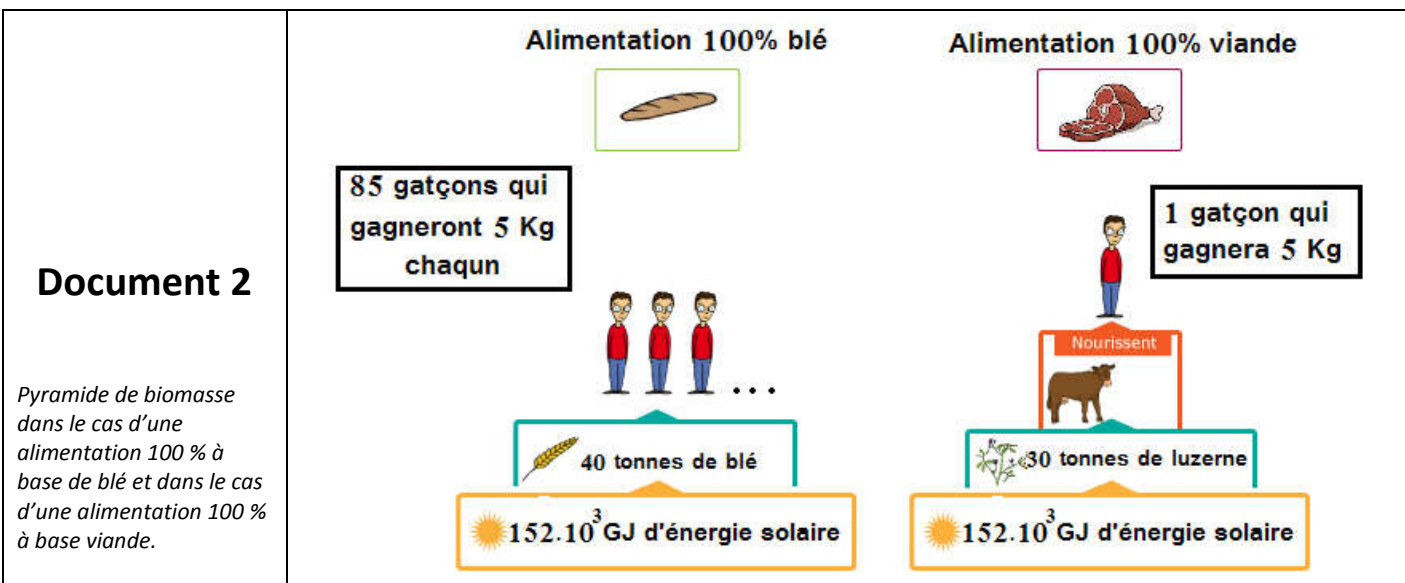 Document 2
Pyramide de biomasse
dans le cas d’une
alimentation 100 % à
base de blé et dans le cas
d’une alimentation 100 %
à base viande.
Alimentation 100% blé
85 gatçons qui
gagneront 5 Kg
chaqun
...
40 tonnes de blé
152.10³GJ d'énergie solaire
Alimentation 100% viande
1 gatçon qui
gagnera 5 Kg
Nourissent
30 tonnes de luzerne
152.10³GJ d'énergie solaire